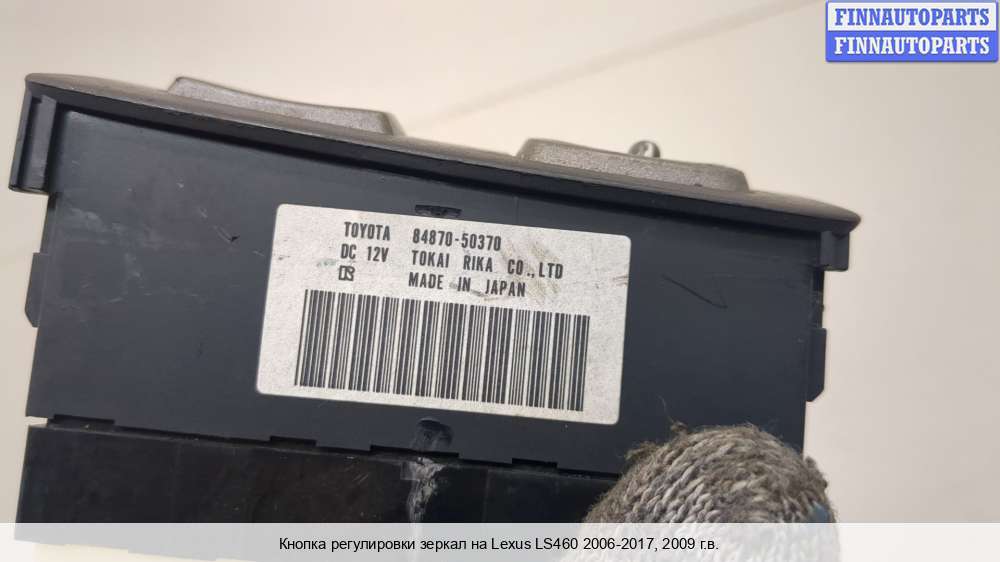 FINNAUTOPARTS
FINNAUTOPARTS
TOYOTA 84870-50370
DC 12V TOKAI RIKA CO.,LTD
MADE IN JAPAN
Кнопка регулировки зеркал на Lexus LS460 2006-2017, 2009 г.в.